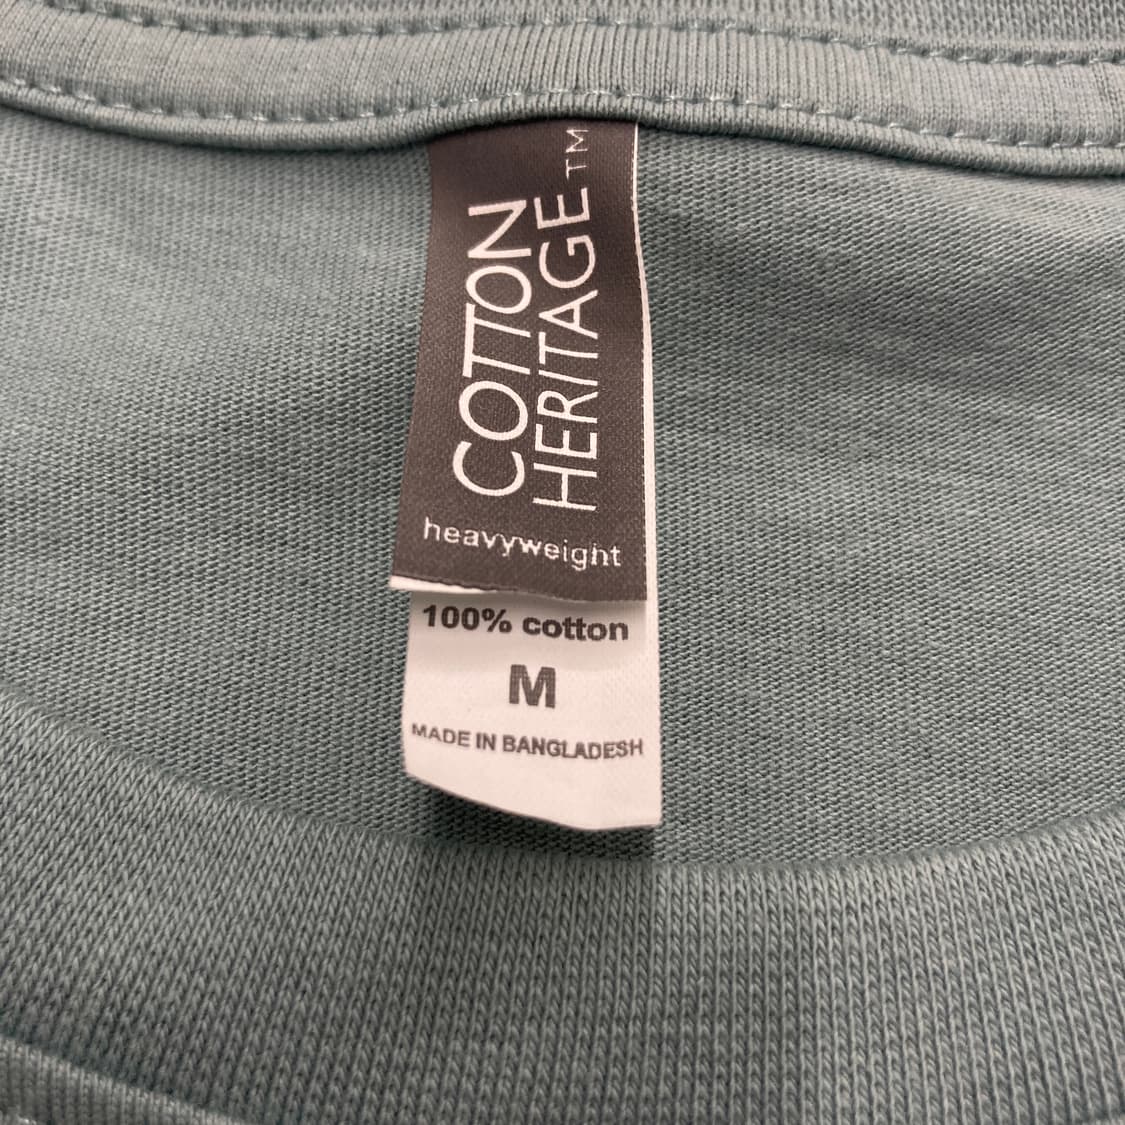 COTTON
HERITAGE™
heavyweight
100% cotton
M
MADE IN BANGLADESH